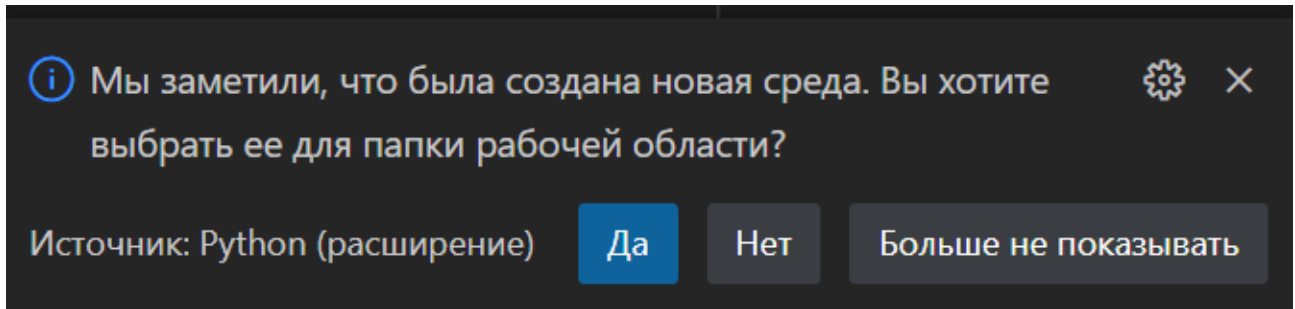 Мы заметили, что была создана новая среда. Вы хотите
выбрать ее для папки рабочей области?
Источник: Python (расширение) Да Нет Больше не показывать